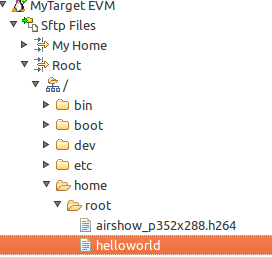 MyTarget EVM
Sftp Files
My Home
Root
/
bin
boot
dev
etc
home
root
airshow_p352x288.h264
helloworld